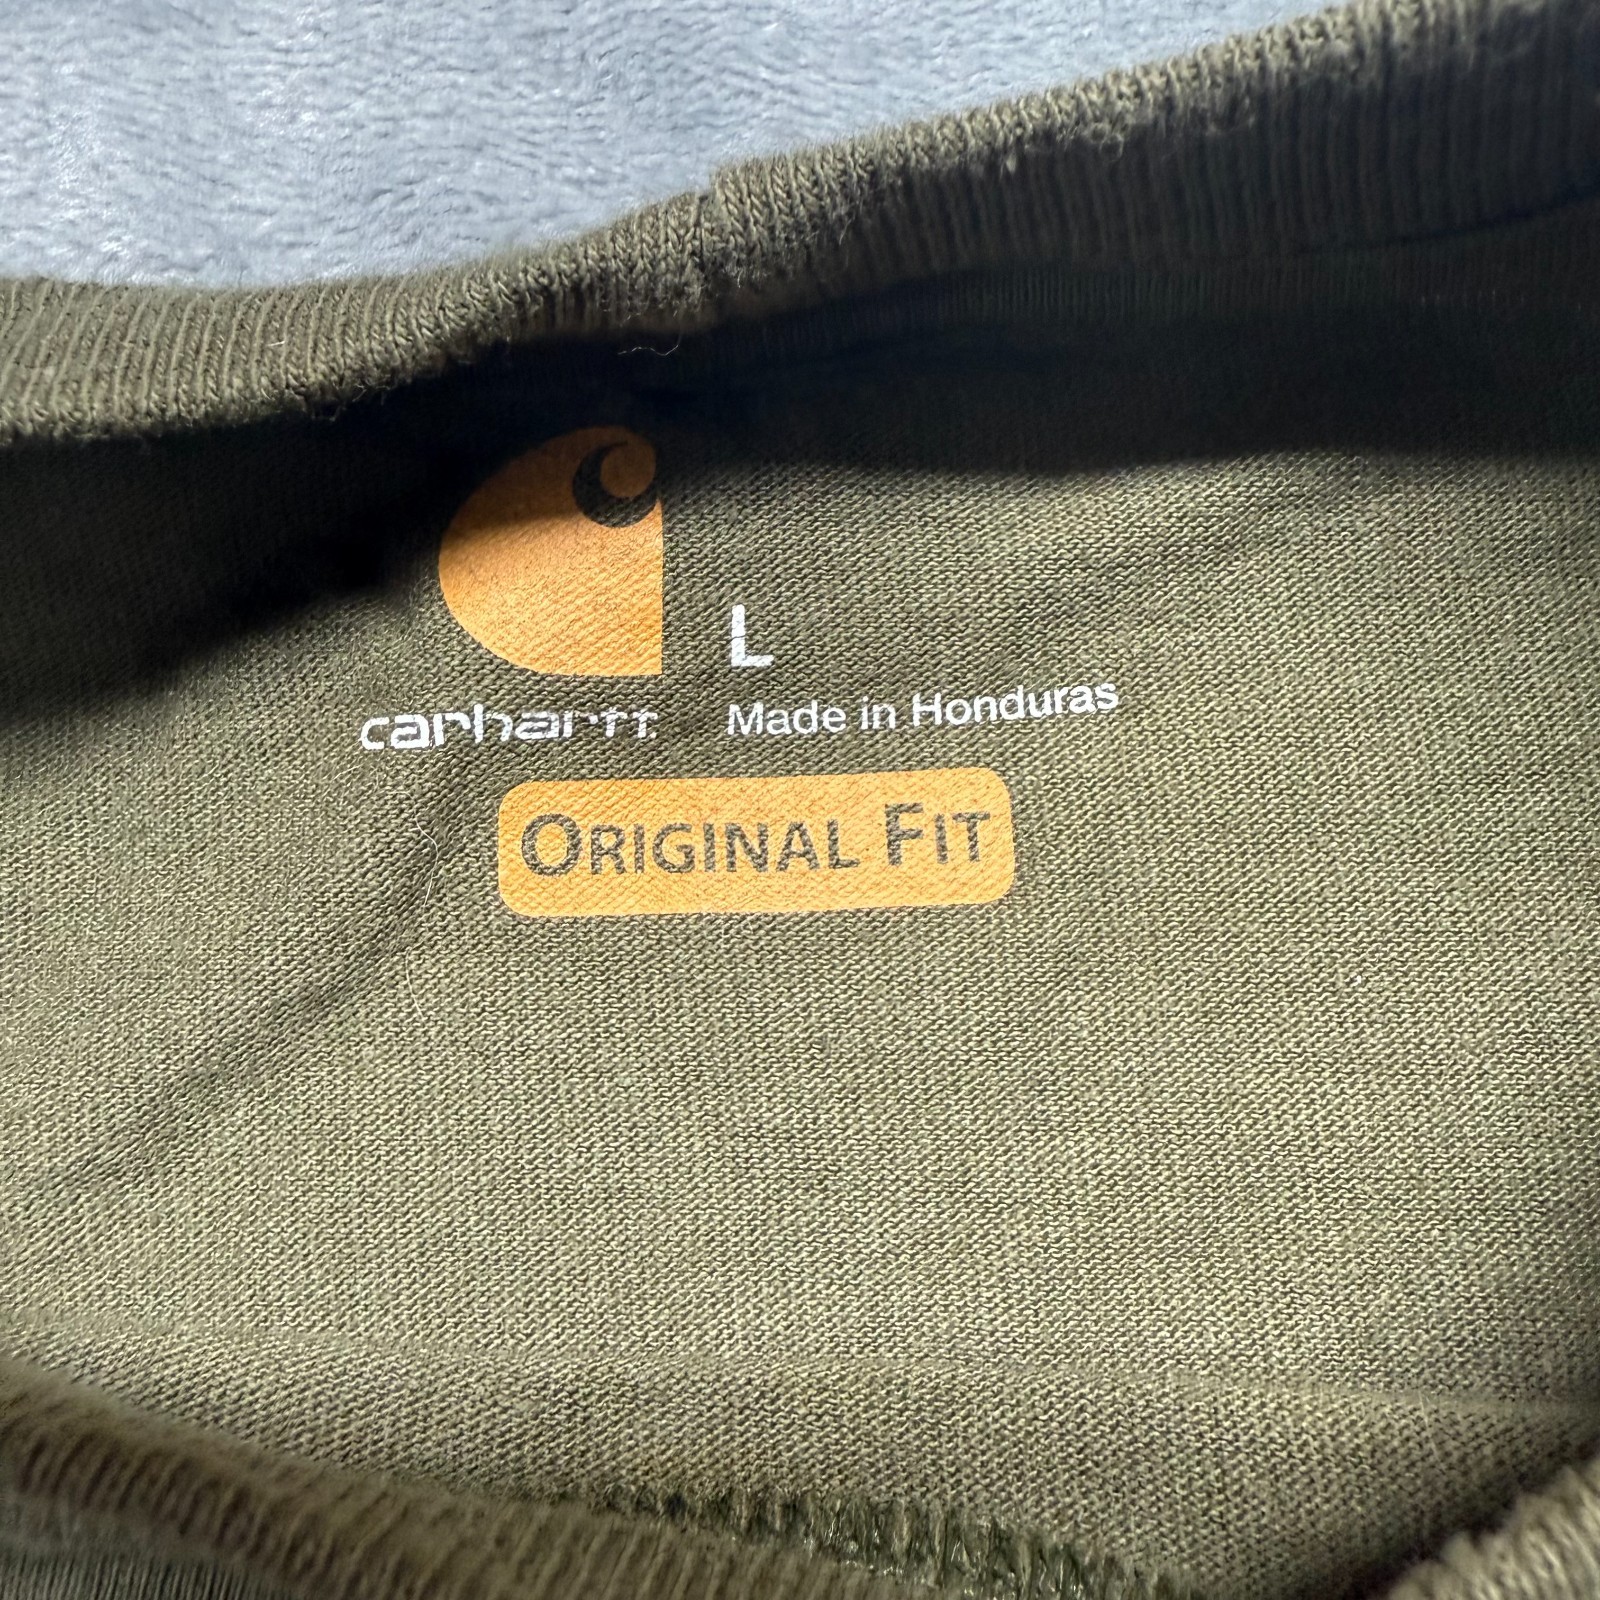 L
carhartt
Made in Honduras
ORIGINAL FIT